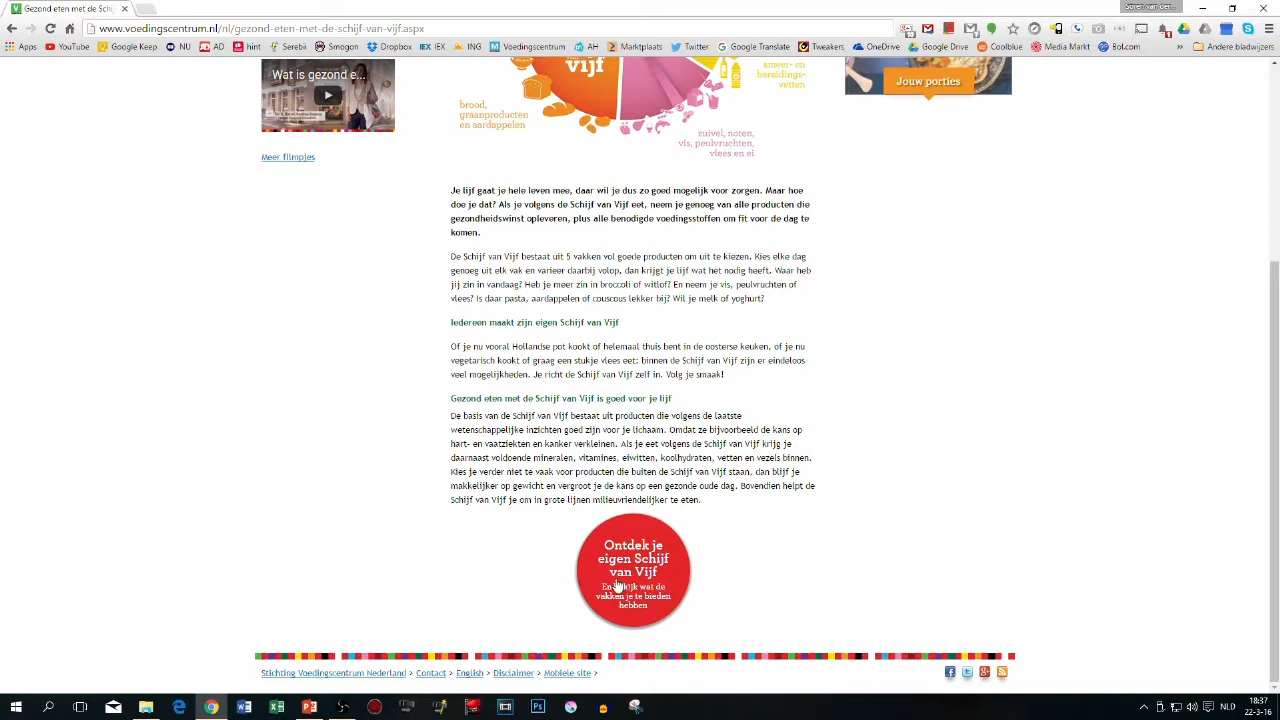 Gezond eten met de Schij
www.voedingscentrum.nl/nl/gezond-eten-met-de-schijf-van-vijf.aspx
Apps YouTube Google Keep NU AD IMDb Serebii Smogon Dropbox IEX ING Voedingscentrum AH Marktplaats Twitter Google Translate Tweakers OneDrive Google Drive Coolblue Media Markt Bol.com Andere bladwijzers
Wat is gezond e...
vijf
smeer- en
bereidings-
vetten
Jouw porties
brood,
graanproducten
en aardappelen
zuivel, noten,
vis, peulvruchten,
vlees en ei
Meer filmpjes
Je lijf gaat je hele leven mee, daar wil je dus zo goed mogelijk voor zorgen. Maar hoe
doe je dat? Als je volgens de Schijf van Vijf eet, neem je genoeg van alle producten die
gezondheidswinst opleveren, plus alle benodigde voedingsstoffen om fit voor de dag te
komen.
De Schijf van Vijf bestaat uit 5 vakken vol goede producten om uit te kiezen. Kies elke dag
genoeg uit elk vak en varieer daarbij volop, dan krijgt je lijf wat het nodig heeft. Waar heb
jij zin in vandaag? Heb je meer zin in broccoli of witlof? En neem je vis, peulvruchten of
vlees? Is daar pasta, aardappelen of couscous lekker bij? Wil je melk of yoghurt?
Iedereen maakt zijn eigen Schijf van Vijf
Of je nu vooral Hollandse pot kookt of helemaal thuis bent in de oosterse keuken, of je nu
vegetarisch kookt of graag een stukje vlees eet: binnen de Schijf van Vijf zijn er eindeloos
veel mogelijkheden. Je richt de Schijf van Vijf zelf in. Volg je smaak!
Gezond eten met de Schijf van Vijf is goed voor je lijf
De basis van de Schijf van Vijf bestaat uit producten die volgens de laatste
wetenschappelijke inzichten goed zijn voor je lichaam. Omdat ze bijvoorbeeld de kans op
hart- en vaatziekten en kanker verkleinen. Als je eet volgens de Schijf van Vijf krijg je
daarnaast voldoende mineralen, vitamines, eiwitten, koolhydraten, vetten en vezels binnen.
Kies je verder niet te vaak voor producten die buiten de Schijf van Vijf staan, dan blijf je
makkelijker op gewicht en vergroot je de kans op een gezonde oude dag. Bovendien helpt de
Schijf van Vijf je om in grote lijnen milieuvriendelijker te eten.
Ontdek je
eigen Schijf
van Vijf
En bekijk wat de
vakken je te bieden
hebben
Stichting Voedingscentrum Nederland > Contact > English > Disclaimer > Mobiele site >
NLD
18:37
22-3-16